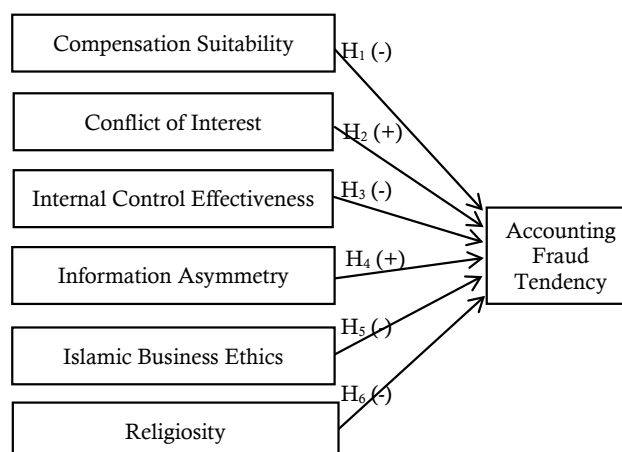 Compensation Suitability
H₁ (-)
Conflict of Interest
H₂ (+)
Internal Control Effectiveness
H₃ (-)
Information Asymmetry
H₄ (+)
Islamic Business Ethics
H₅ (-)
Religiosity
H₆ (-)
Accounting
Fraud
Tendency